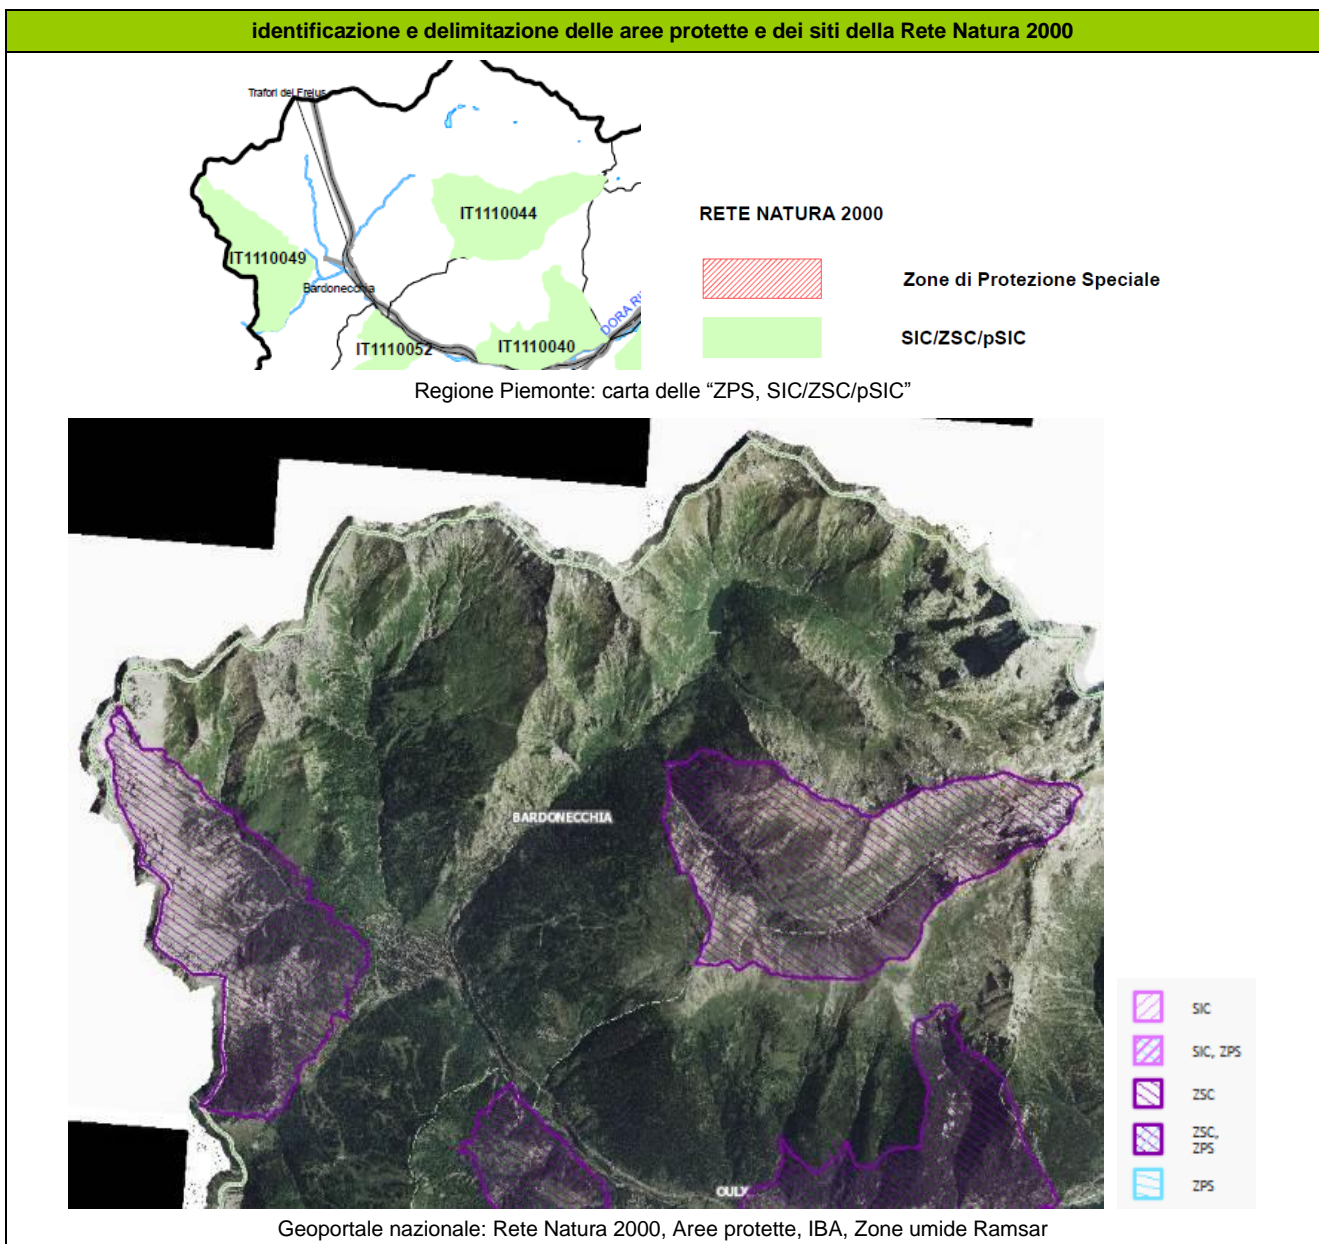 identificazione e delimitazione delle aree protette e dei siti della Rete Natura 2000
Trafori del Frejus
IT1110044
IT1110049
Bardonecchia
IT1110052
IT1110040
DORA RI
RETE NATURA 2000
Zone di Protezione Speciale
SIC/ZSC/pSIC
Regione Piemonte: carta delle “ZPS, SIC/ZSC/pSIC”
BARDONECCHIA
OULX
SIC
SIC, ZPS
ZSC
ZSC,
ZPS
ZPS
Geoportale nazionale: Rete Natura 2000, Aree protette, IBA, Zone umide Ramsar